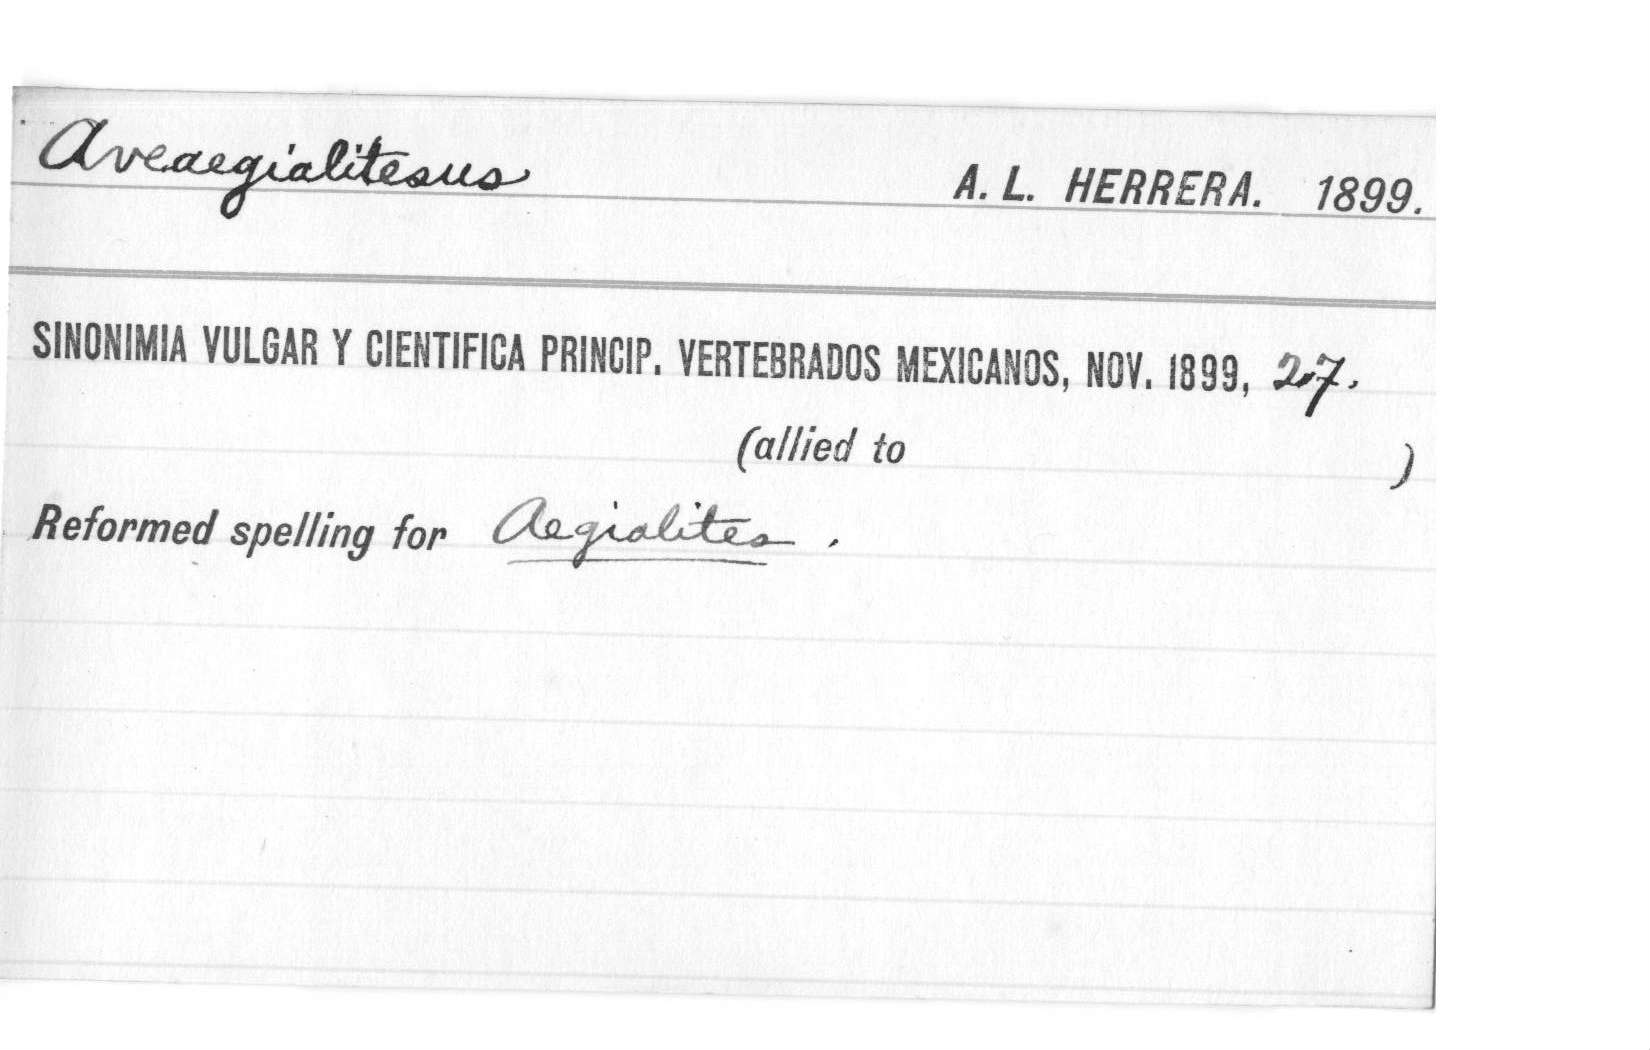 Aveaegialitesus A. L. HERRERA. 1899.
SINONIMIA VULGAR Y CIENTIFICA PRINCIP. VERTEBRADOS MEXICANOS, NOV. 1899, 27.
(allied to )
Reformed spelling for Aegialites.